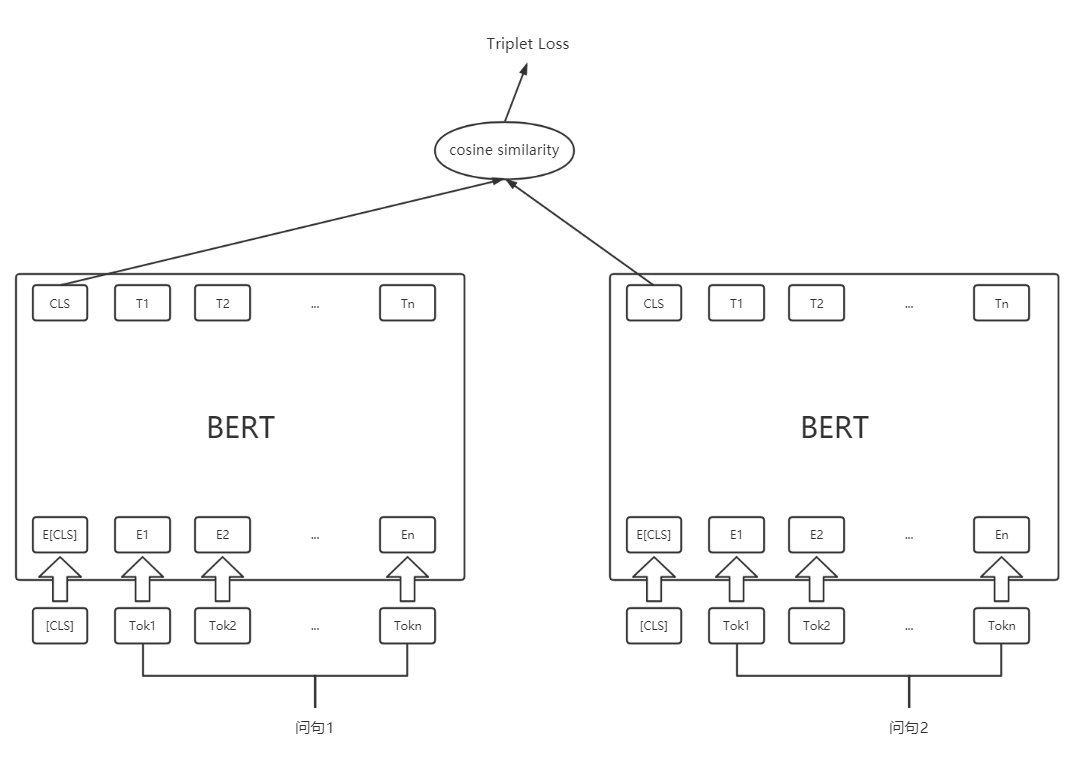 Triplet Loss
cosine similarity
CLS T1 T2 ... Tn
BERT
E[CLS] E1 E2 ... En
[CLS] Tok1 Tok2 ... Tokn
问句1
CLS T1 T2 ... Tn
BERT
E[CLS] E1 E2 ... En
[CLS] Tok1 Tok2 ... Tokn
问句2